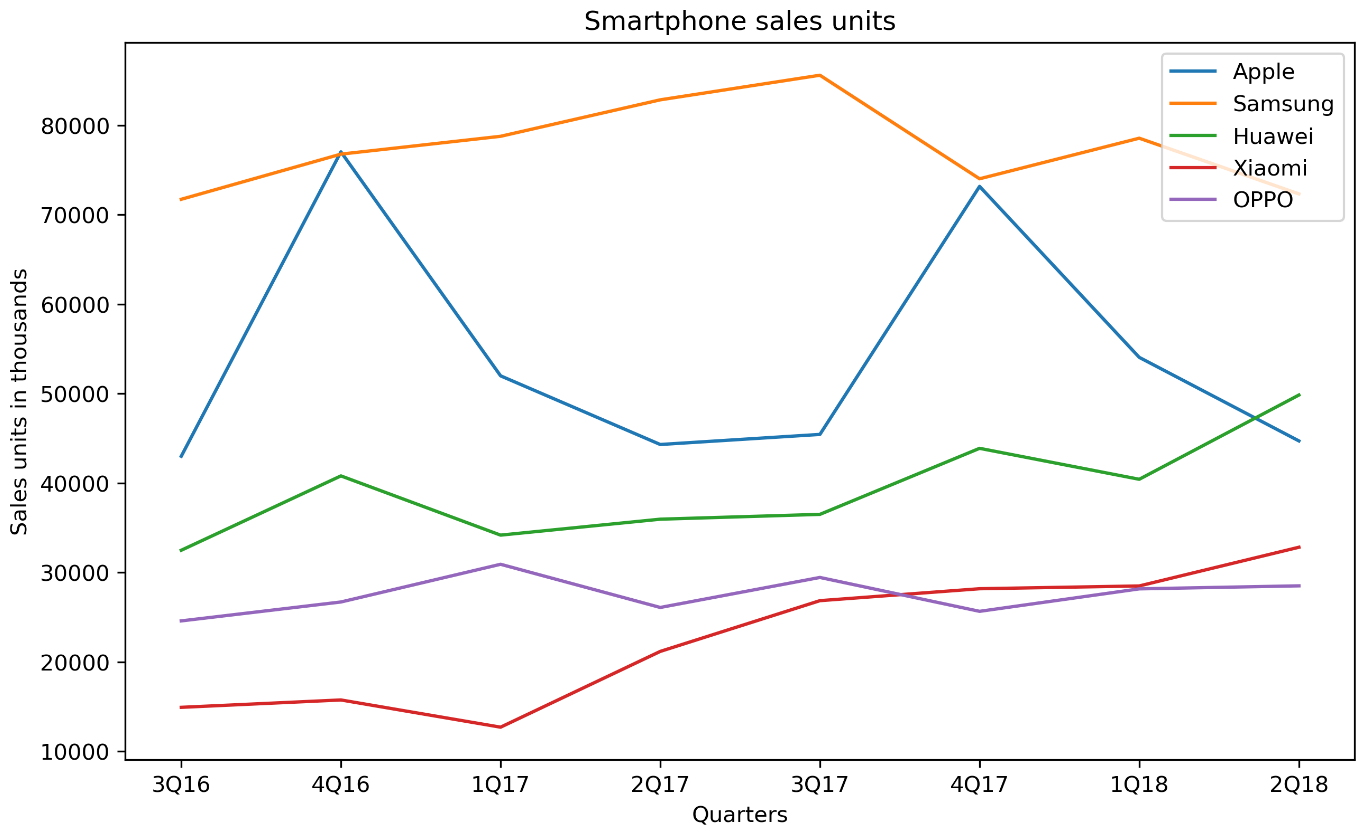 Smartphone sales units
Apple
Samsung
Huawei
Xiaomi
OPPO
Sales units in thousands
80000
70000
60000
50000
40000
30000
20000
10000
3Q16 4Q16 1Q17 2Q17 3Q17 4Q17 1Q18 2Q18
Quarters